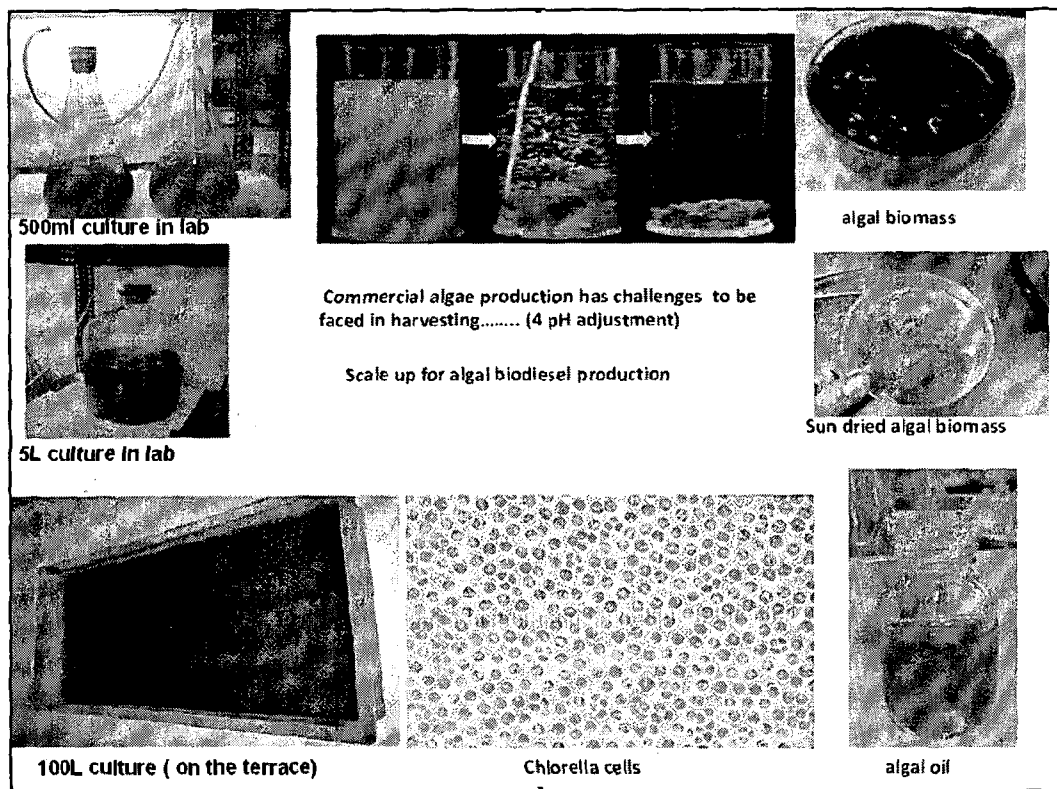 500ml culture in lab
algal biomass
Commercial algae production has challenges to be
faced in harvesting........ (4 pH adjustment)
Scale up for algal biodiesel production
5L culture in lab
Sun dried algal biomass
100L culture ( on the terrace)
Chlorella cells
algal oil